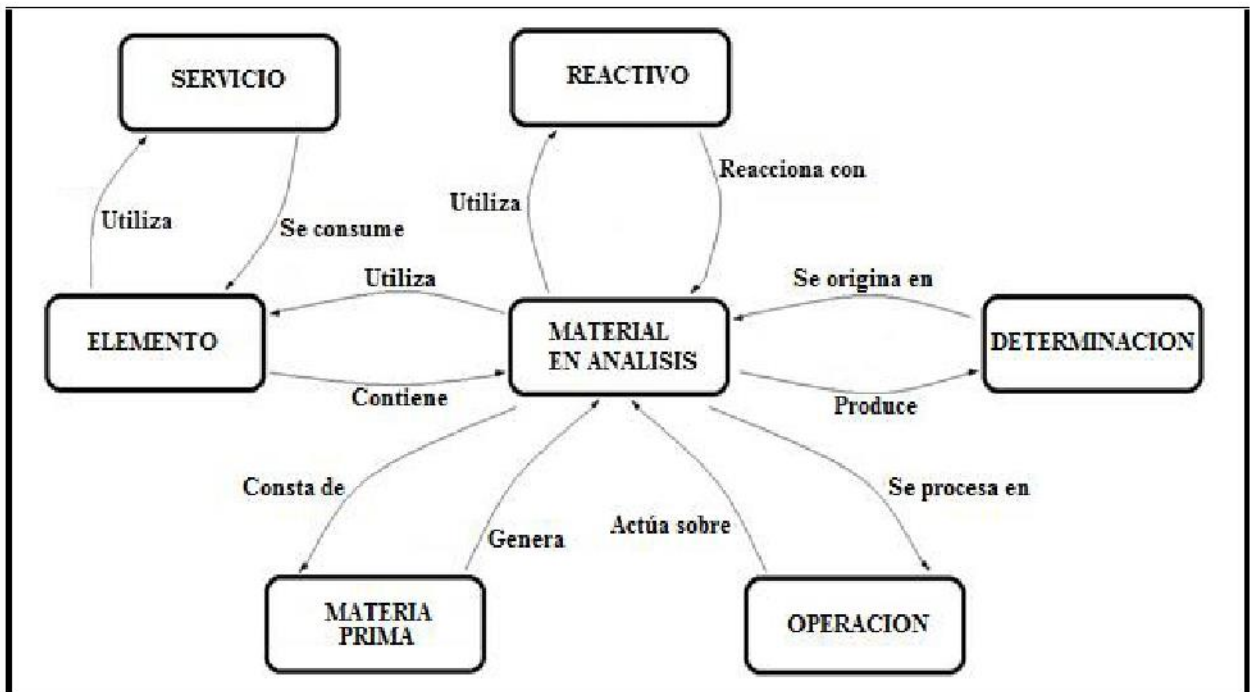 SERVICIO
REACTIVO
Reacciona con
Utiliza
Utiliza
Se consume
Utiliza
Se origina en
ELEMENTO
MATERIAL
EN ANALISIS
DETERMINACION
Contiene
Produce
Consta de
Se procesa en
Genera
Actúa sobre
MATERIA
PRIMA
OPERACION